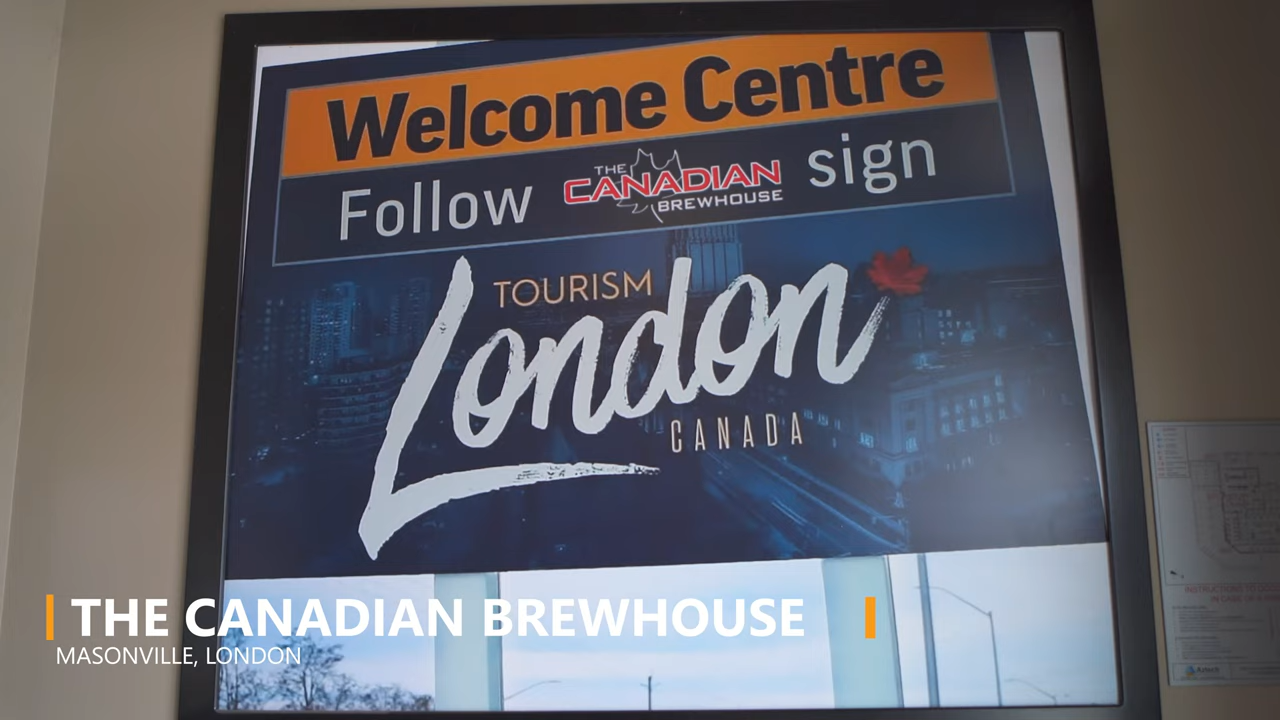 Welcome Centre
Follow THE CANADIAN BREWHOUSE sign
TOURISM
London
CANADA
THE CANADIAN BREWHOUSE
MASONVILLE, LONDON